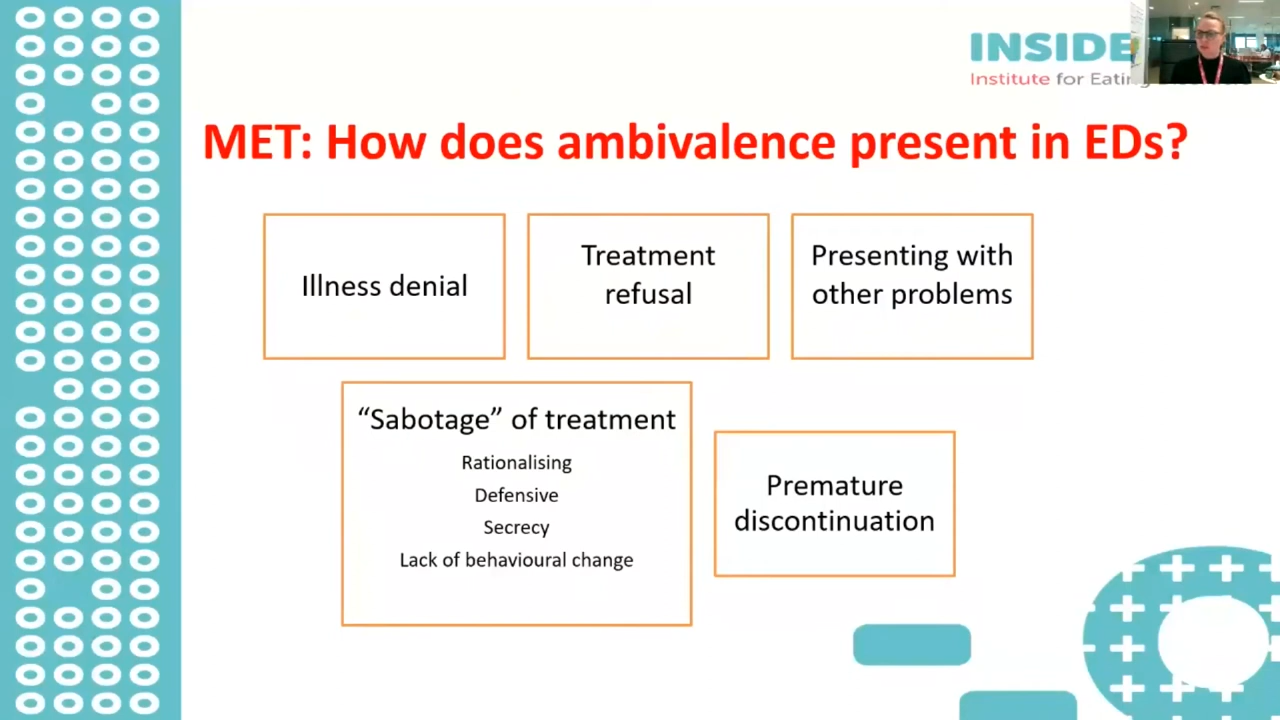 INSIDE
Institute for Eating
MET: How does ambivalence present in EDs?
Illness denial
Treatment
refusal
Presenting with
other problems
“Sabotage” of treatment
Rationalising
Defensive
Secrecy
Lack of behavioural change
Premature
discontinuation